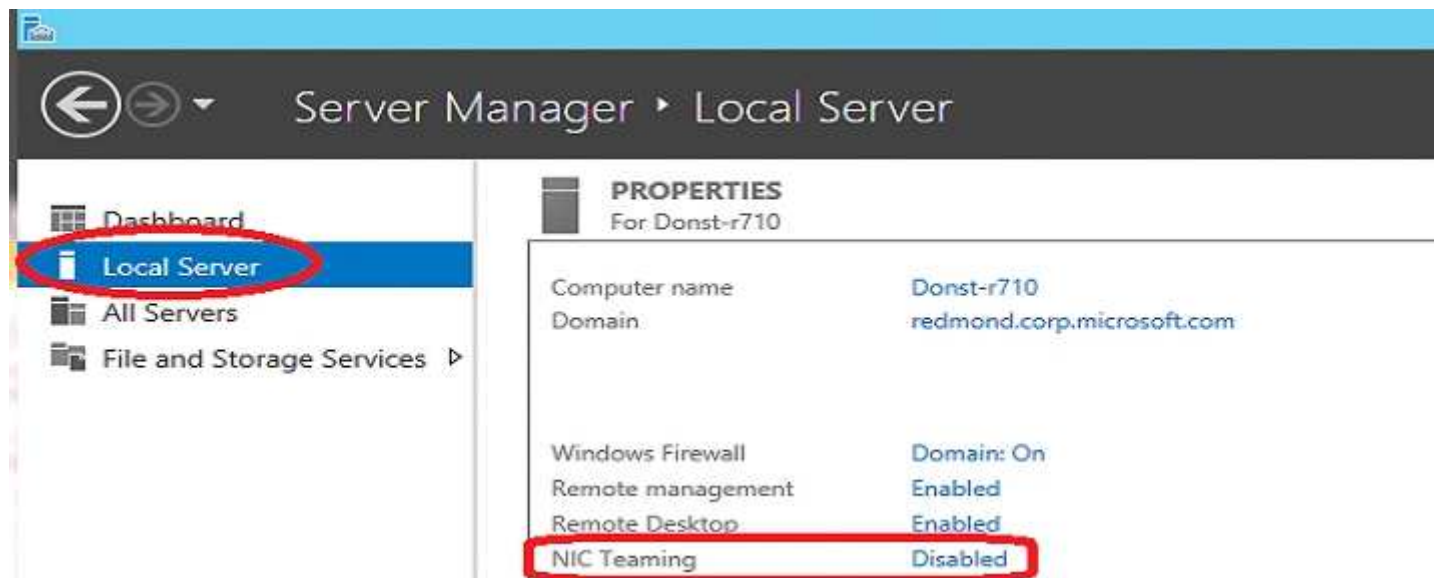 Server Manager ‣ Local Server
Dashboard
Local Server
All Servers
File and Storage Services
PROPERTIES
For Donst-r710
Computer name Donst-r710
Domain redmond.corp.microsoft.com
Windows Firewall Domain: On
Remote management Enabled
Remote Desktop Enabled
NIC Teaming Disabled